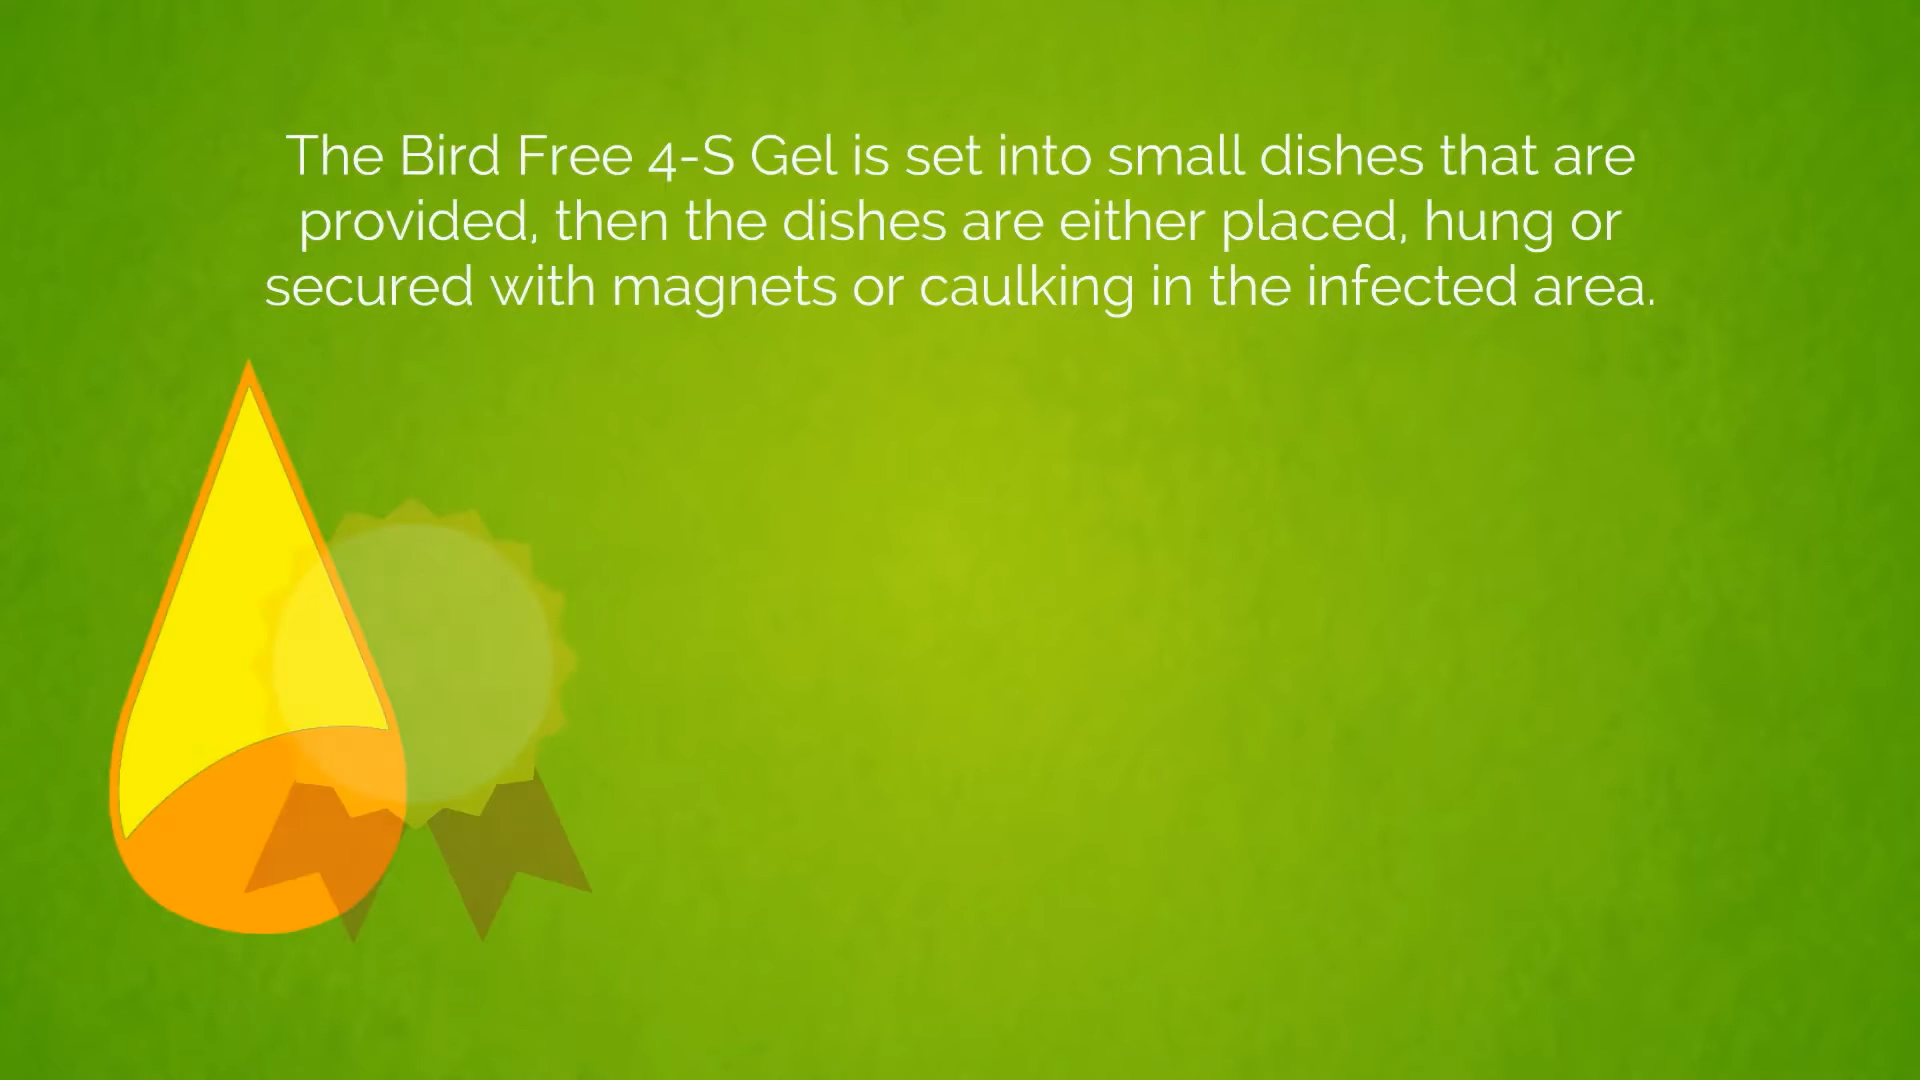 The Bird Free 4-S Gel is set into small dishes that are
provided, then the dishes are either placed, hung or
secured with magnets or caulking in the infected area.